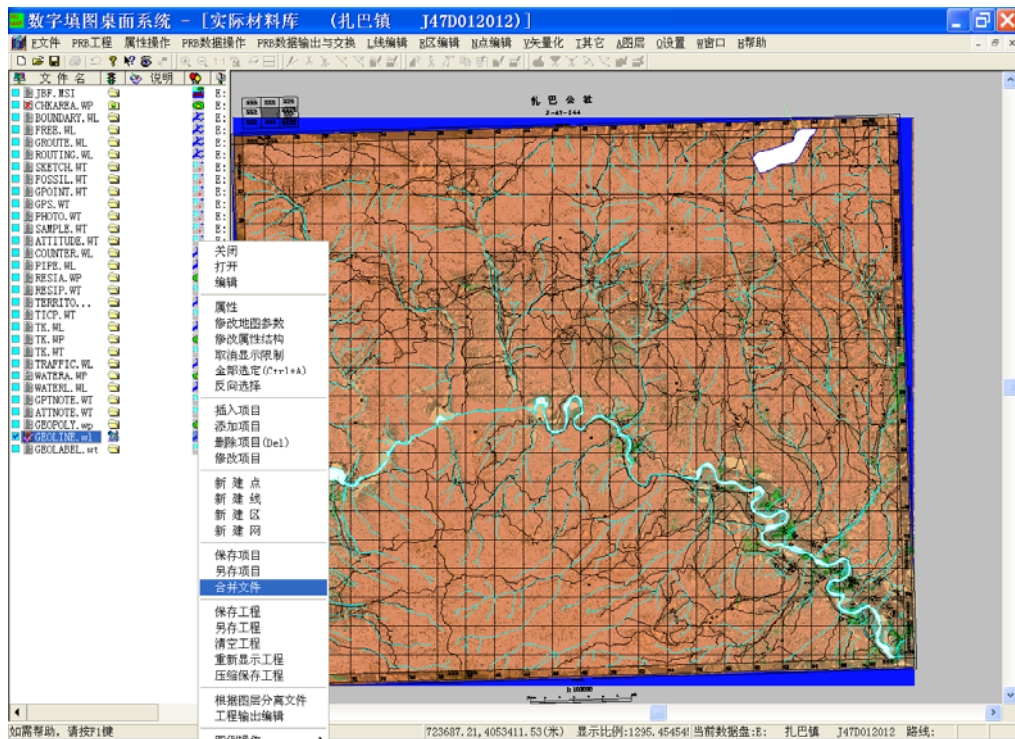 数字填图桌面系统 - [实际材料库 (扎巴镇 J47D012012)]
F文件 PRB工程 属性操作 PRB数据操作 PRB数据输出与交换 L线编辑 R区编辑 N点编辑 V矢量化 I其它 A图层 O设置 W窗口 H帮助
文件名 说明
JBF.MSI E:
CHKAREA.WP E:
BOUNDARY.WL E:
FREE.WL E:
GROUTE.WL E:
ROUTING.WL E:
SKETCH.WT E:
FOSSIL.WT E:
GPOINT.WT E:
GPS.WT E:
PHOTO.WT E:
SAMPLE.WT E:
ATTITUDE.WT
COUNTER.WL
PIPE.WL
RESIA.WP
RESIP.WT
TERRITO...
TICP.WT
TK.WL
TK.WP
TK.WT
TRAFFIC.WL
WATERA.WP
WATERL.WL
GPTNOTE.WT
ATTNOTE.WT
GEOPOLY.wp
GEOLINE.wl
GEOLABEL.wt
关闭
打开
编辑
属性
修改地图参数
修改属性结构
取消显示限制
全部选定(Ctrl+A)
反向选择
插入项目
添加项目
删除项目(Del)
修改项目
新 建 点
新 建 线
新 建 区
新 建 网
保存项目
另存项目
合并文件
保存工程
另存工程
清空工程
重新显示工程
压缩保存工程
根据图层分离文件
工程输出编辑
扎 巴 公 社
J-47-144
1:100000
如需帮助, 请按F1键 723687.21,4053411.53(米) 显示比例:1295.45454 当前数据盘:E: 扎巴镇 J47D012012 路线: